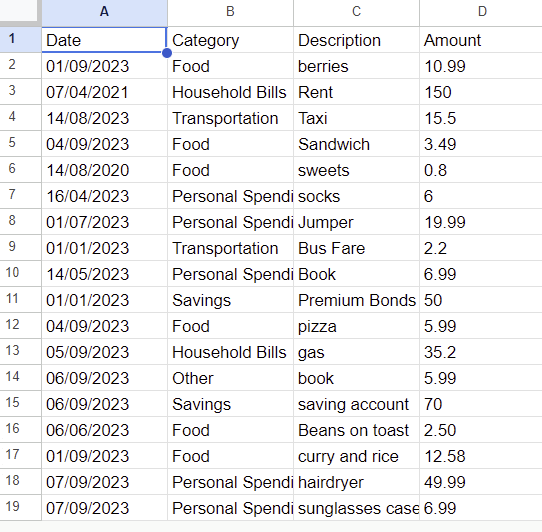 A B C D
1 Date Category Description Amount
2 01/09/2023 Food berries 10.99
3 07/04/2021 Household Bills Rent 150
4 14/08/2023 Transportation Taxi 15.5
5 04/09/2023 Food Sandwich 3.49
6 14/08/2020 Food sweets 0.8
7 16/04/2023 Personal Spendi socks 6
8 01/07/2023 Personal Spendi Jumper 19.99
9 01/01/2023 Transportation Bus Fare 2.2
10 14/05/2023 Personal Spendi Book 6.99
11 01/01/2023 Savings Premium Bonds 50
12 04/09/2023 Food pizza 5.99
13 05/09/2023 Household Bills gas 35.2
14 06/09/2023 Other book 5.99
15 06/09/2023 Savings saving account 70
16 06/06/2023 Food Beans on toast 2.50
17 01/09/2023 Food curry and rice 12.58
18 07/09/2023 Personal Spendi hairdryer 49.99
19 07/09/2023 Personal Spendi sunglasses case 6.99